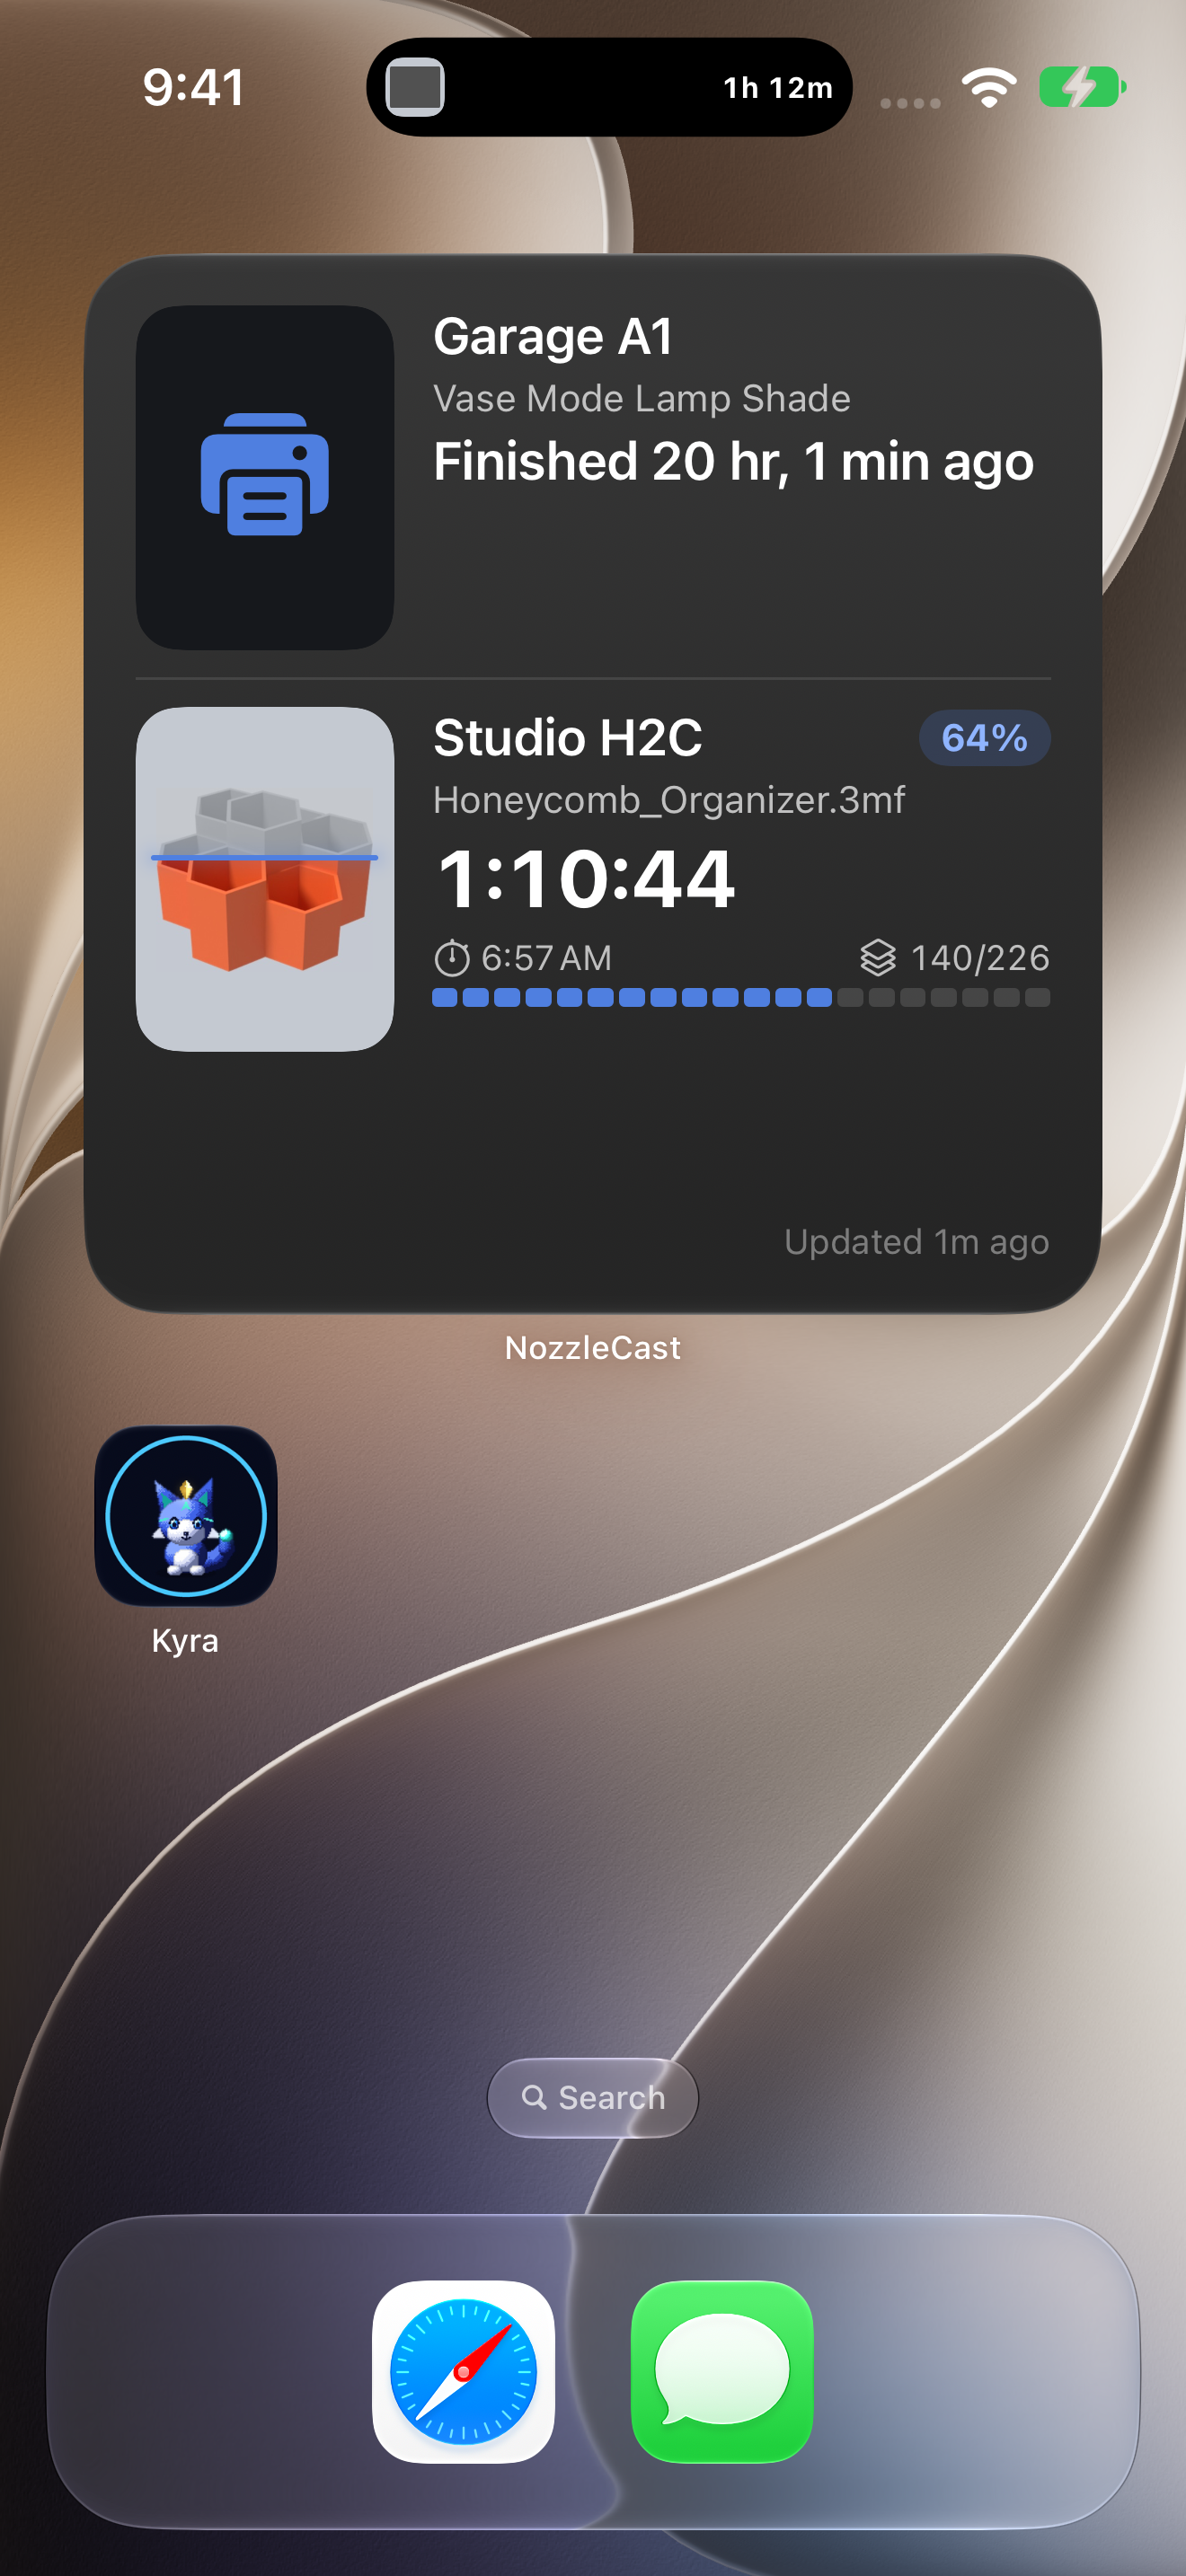 9:41
1h 12m
Garage A1
Vase Mode Lamp Shade
Finished 20 hr, 1 min ago
Studio H2C
64%
Honeycomb_Organizer.3mf
1:10:44
6:57 AM
140/226
Updated 1m ago
NozzleCast
Kyra
Search